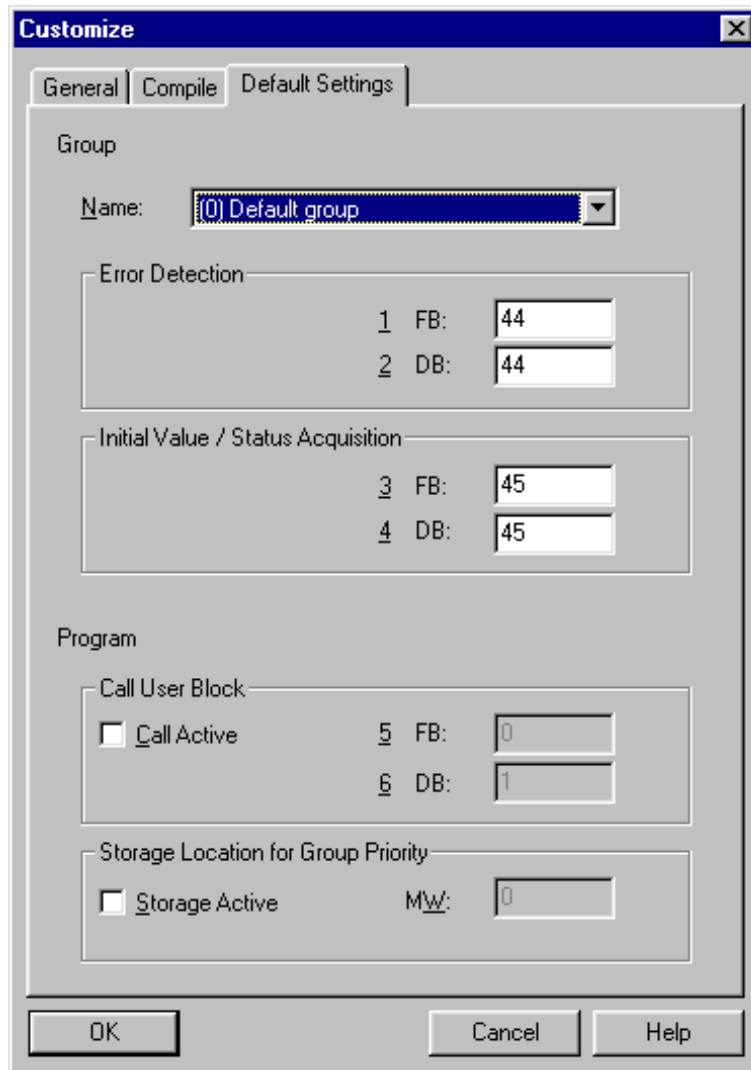 Customize
General Compile Default Settings
Group
Name: (0) Default group
Error Detection
1 FB: 44
2 DB: 44
Initial Value / Status Acquisition
3 FB: 45
4 DB: 45
Program
Call User Block
Call Active 5 FB: 0
6 DB: 1
Storage Location for Group Priority
Storage Active MW: 0
OK Cancel Help